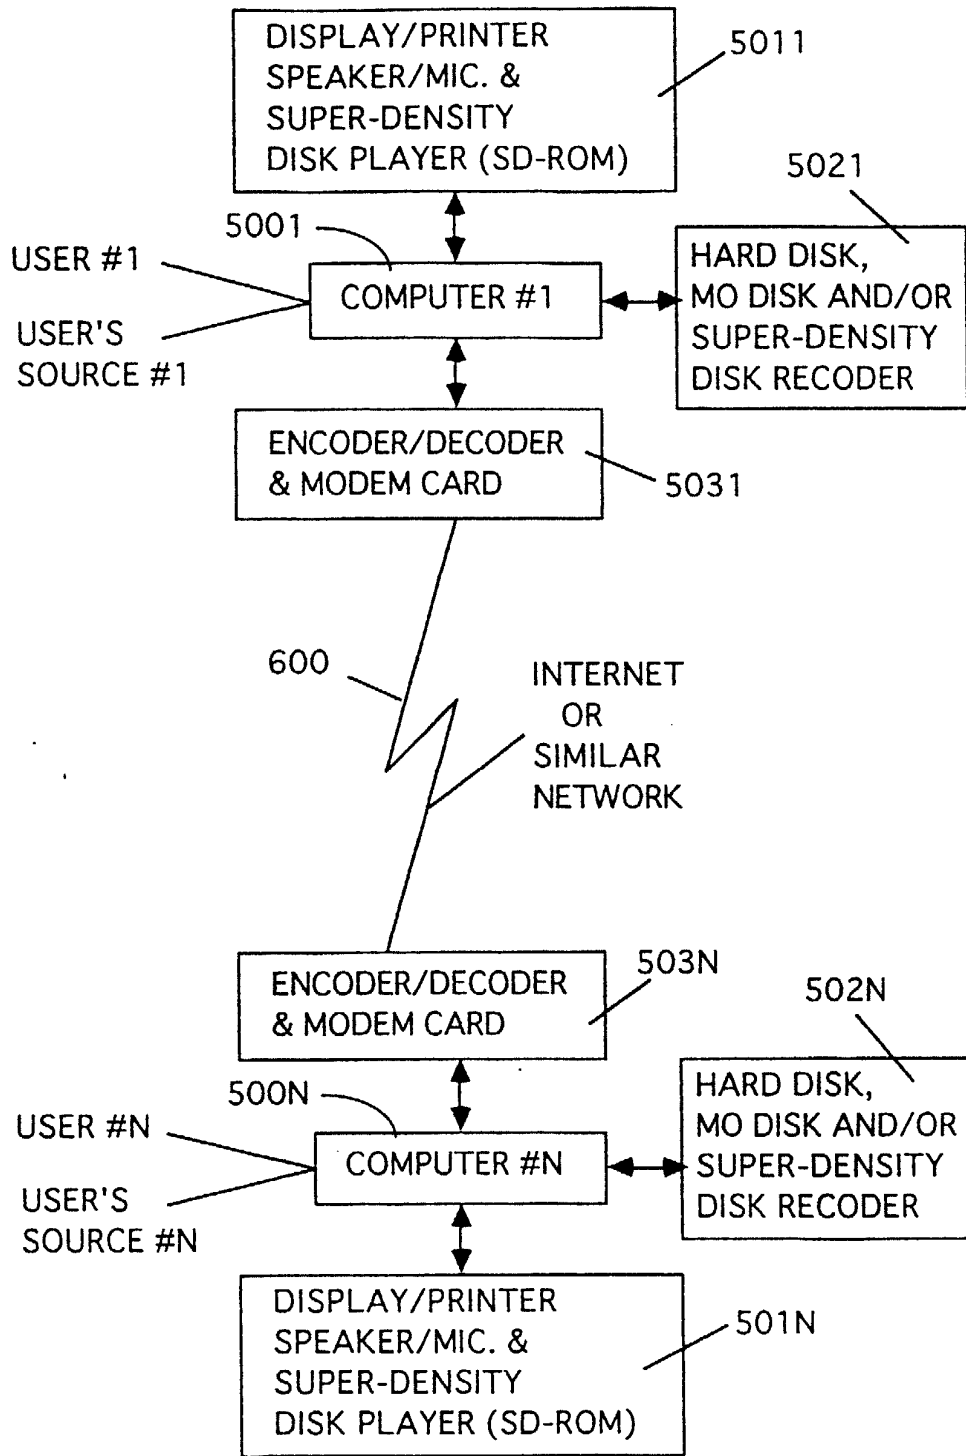 DISPLAY/PRINTER
SPEAKER/MIC. &
SUPER-DENSITY
DISK PLAYER (SD-ROM)
5011
5021
5001
USER #1
USER'S
SOURCE #1
COMPUTER #1
HARD DISK,
MO DISK AND/OR
SUPER-DENSITY
DISK RECODER
ENCODER/DECODER
& MODEM CARD
5031
600
INTERNET
OR
SIMILAR
NETWORK
ENCODER/DECODER
& MODEM CARD
503N
502N
500N
USER #N
USER'S
SOURCE #N
COMPUTER #N
HARD DISK,
MO DISK AND/OR
SUPER-DENSITY
DISK RECODER
DISPLAY/PRINTER
SPEAKER/MIC. &
SUPER-DENSITY
DISK PLAYER (SD-ROM)
501N